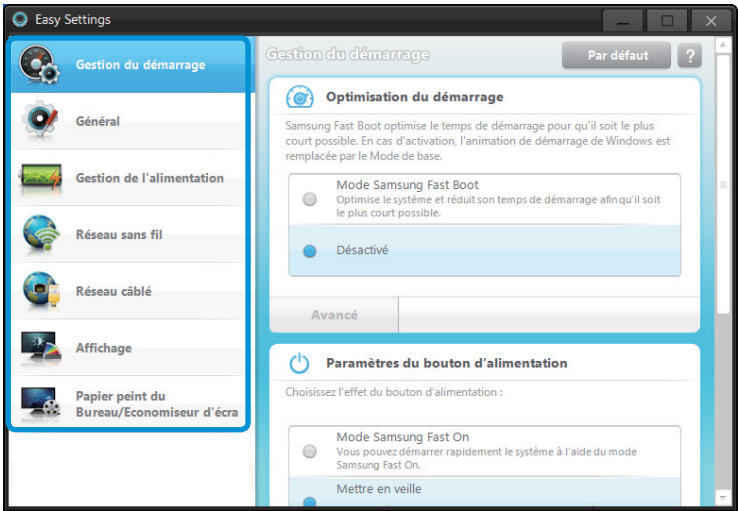 Easy Settings
Gestion du démarrage
Général
Gestion de l'alimentation
Réseau sans fil
Réseau câblé
Affichage
Papier peint du
Bureau/Economiseur d'écra
Gestion du démarrage
Par défaut
?
Optimisation du démarrage
Samsung Fast Boot optimise le temps de démarrage pour qu'il soit le plus
court possible. En cas d'activation, l'animation de démarrage de Windows est
remplacée par le Mode de base.
Mode Samsung Fast Boot
Optimise le système et réduit son temps de démarrage afin qu'il soit
le plus court possible.
Désactivé
Avancé
Paramètres du bouton d'alimentation
Choisissez l'effet du bouton d'alimentation :
Mode Samsung Fast On
Vous pouvez démarrer rapidement le système à l'aide du mode
Samsung Fast On.
Mettre en veille